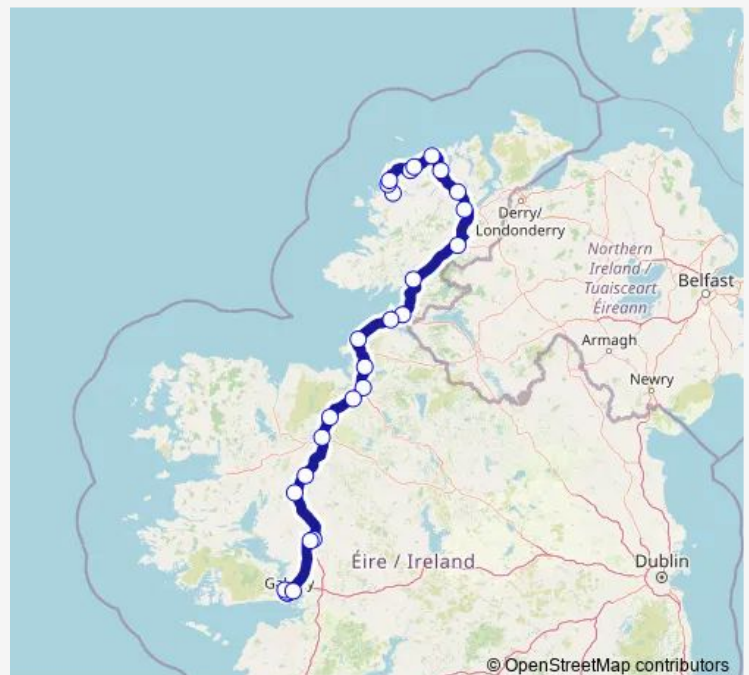 Derry/
Londonderry
Northern
Ireland /
Tuaisceart
Éireann
Belfast
Armagh
Newry
Éire / Ireland
Dublin
© OpenStreetMap contributors